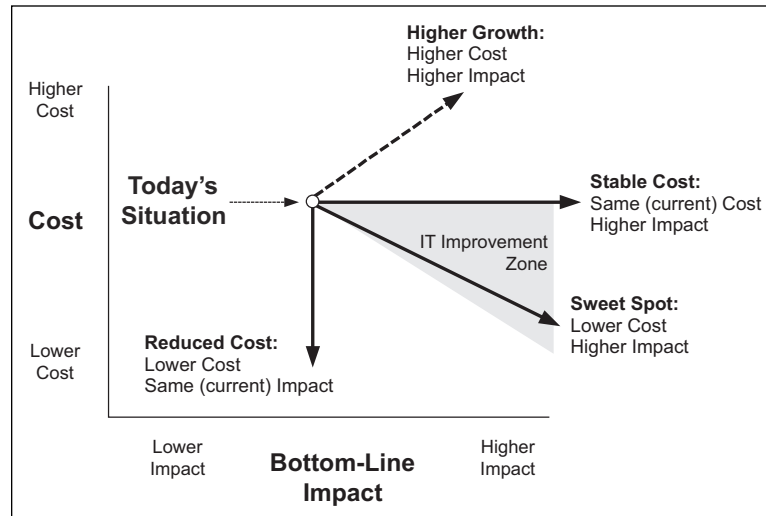 Higher Growth:
Higher Cost
Higher Impact
Higher
Cost
Today's
Situation
Cost
Stable Cost:
Same (current) Cost
Higher Impact
IT Improvement
Zone
Sweet Spot:
Lower Cost
Higher Impact
Reduced Cost:
Lower Cost
Same (current) Impact
Lower
Cost
Lower
Impact
Bottom-Line
Impact
Higher
Impact